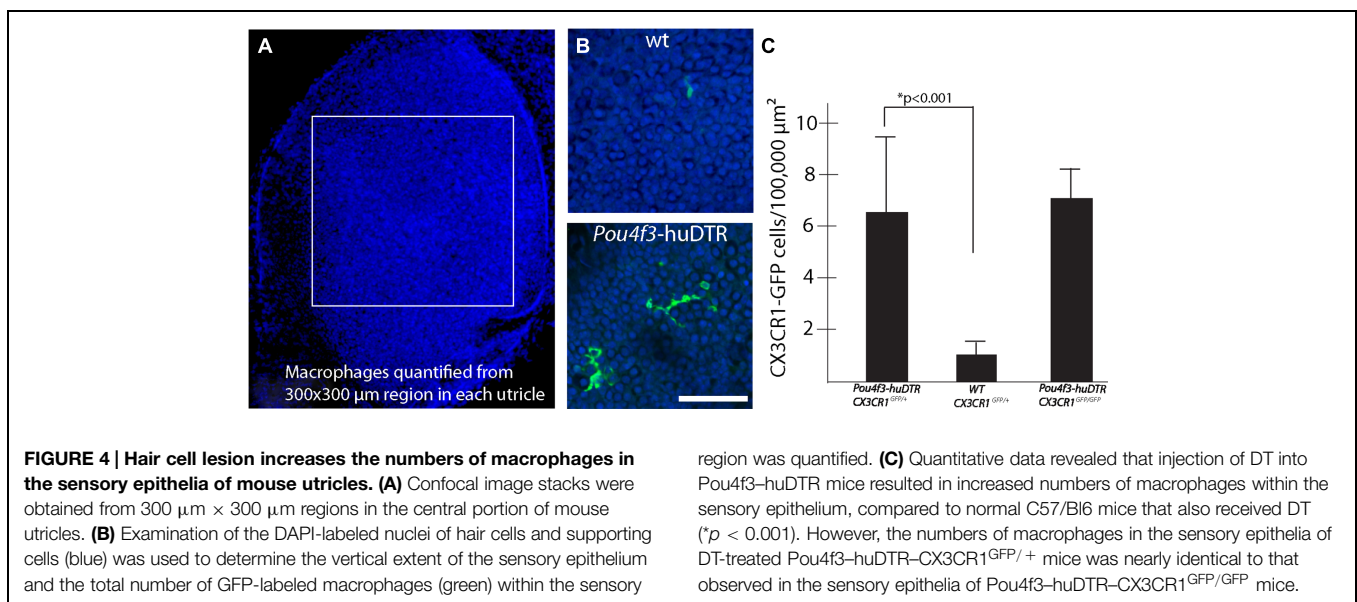 A
Macrophages quantified from
300x300 μm region in each utricle
B
wt
Pou4f3-huDTR
C
CX3CR1-GFP cells/100,000 μm²
10
8
6
4
2
*p<0.001
Pou4f3-huDTR
CX3CR1 GFP/+
WT
CX3CR1 GFP/+
Pou4f3-huDTR
CX3CR1 GFP/GFP
FIGURE 4 | Hair cell lesion increases the numbers of macrophages in
the sensory epithelia of mouse utricles. (A) Confocal image stacks were
obtained from 300 μm × 300 μm regions in the central portion of mouse
utricles. (B) Examination of the DAPI-labeled nuclei of hair cells and supporting
cells (blue) was used to determine the vertical extent of the sensory epithelium
and the total number of GFP-labeled macrophages (green) within the sensory
region was quantified. (C) Quantitative data revealed that injection of DT into
Pou4f3–huDTR mice resulted in increased numbers of macrophages within the
sensory epithelium, compared to normal C57/Bl6 mice that also received DT
(*p < 0.001). However, the numbers of macrophages in the sensory epithelia of
DT-treated Pou4f3–huDTR–CX3CR1GFP/+ mice was nearly identical to that
observed in the sensory epithelia of Pou4f3–huDTR–CX3CR1GFP/GFP mice.